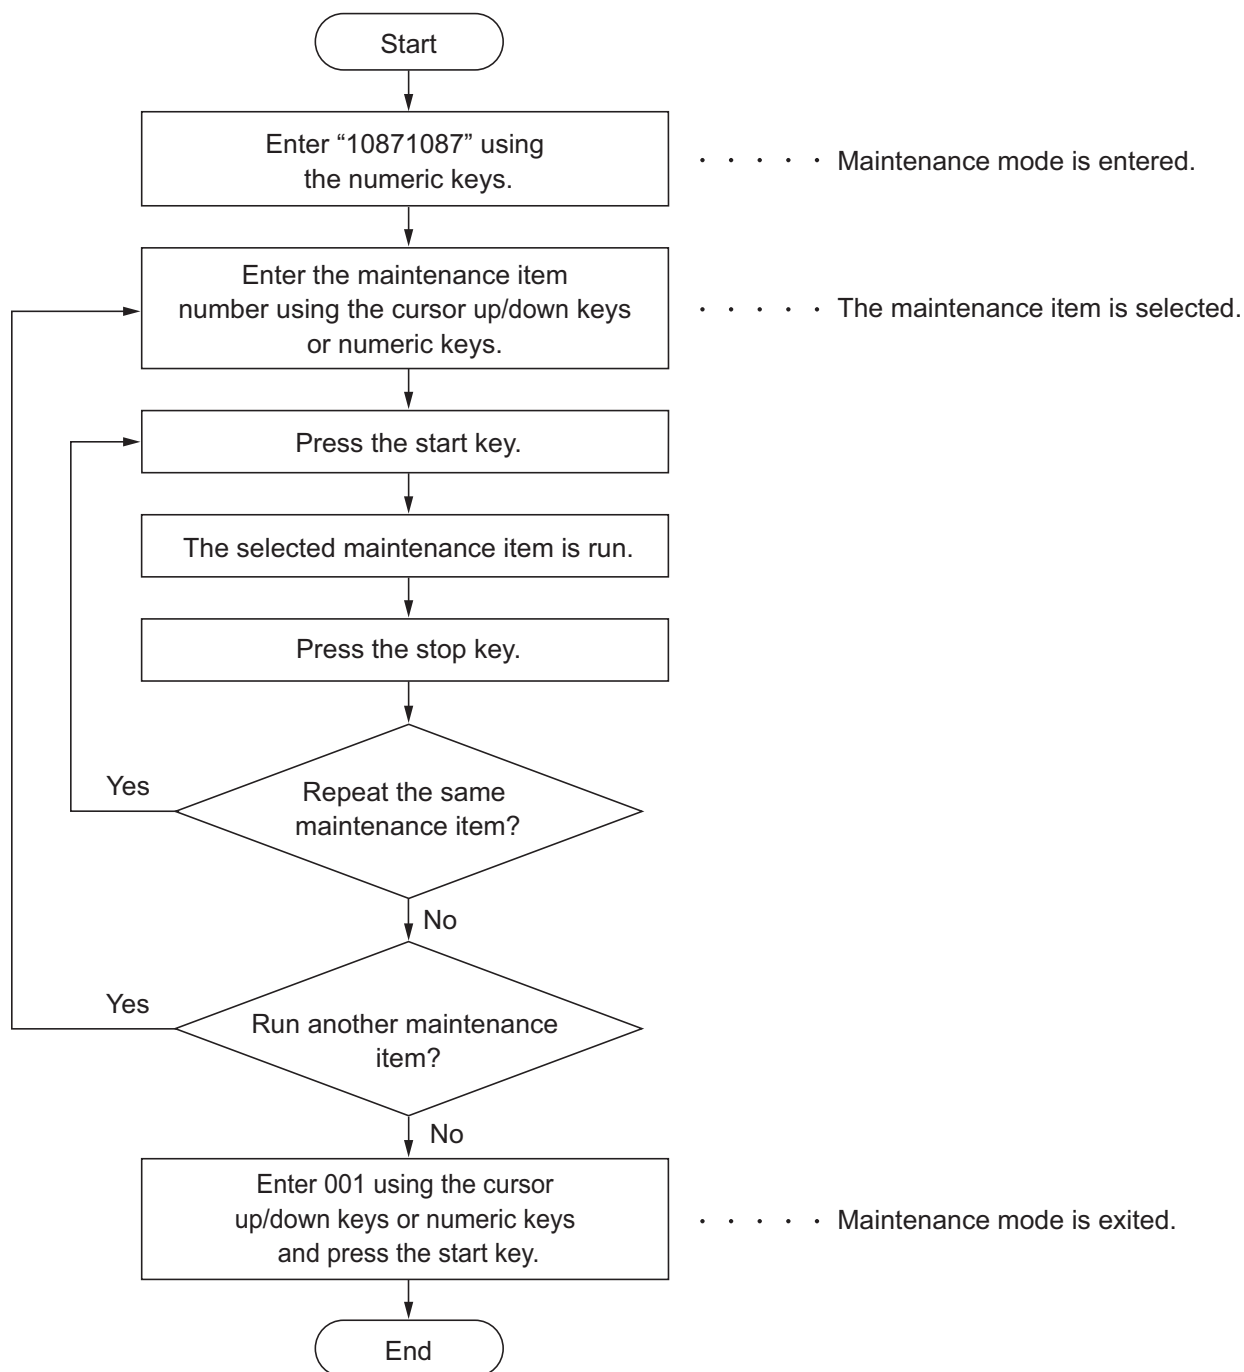 Start
Enter “10871087” using
the numeric keys.
· · · · · Maintenance mode is entered.
Enter the maintenance item
number using the cursor up/down keys
or numeric keys.
· · · · · The maintenance item is selected.
Press the start key.
The selected maintenance item is run.
Press the stop key.
Yes
Repeat the same
maintenance item?
No
Yes
Run another maintenance
item?
No
Enter 001 using the cursor
up/down keys or numeric keys
and press the start key.
· · · · · Maintenance mode is exited.
End